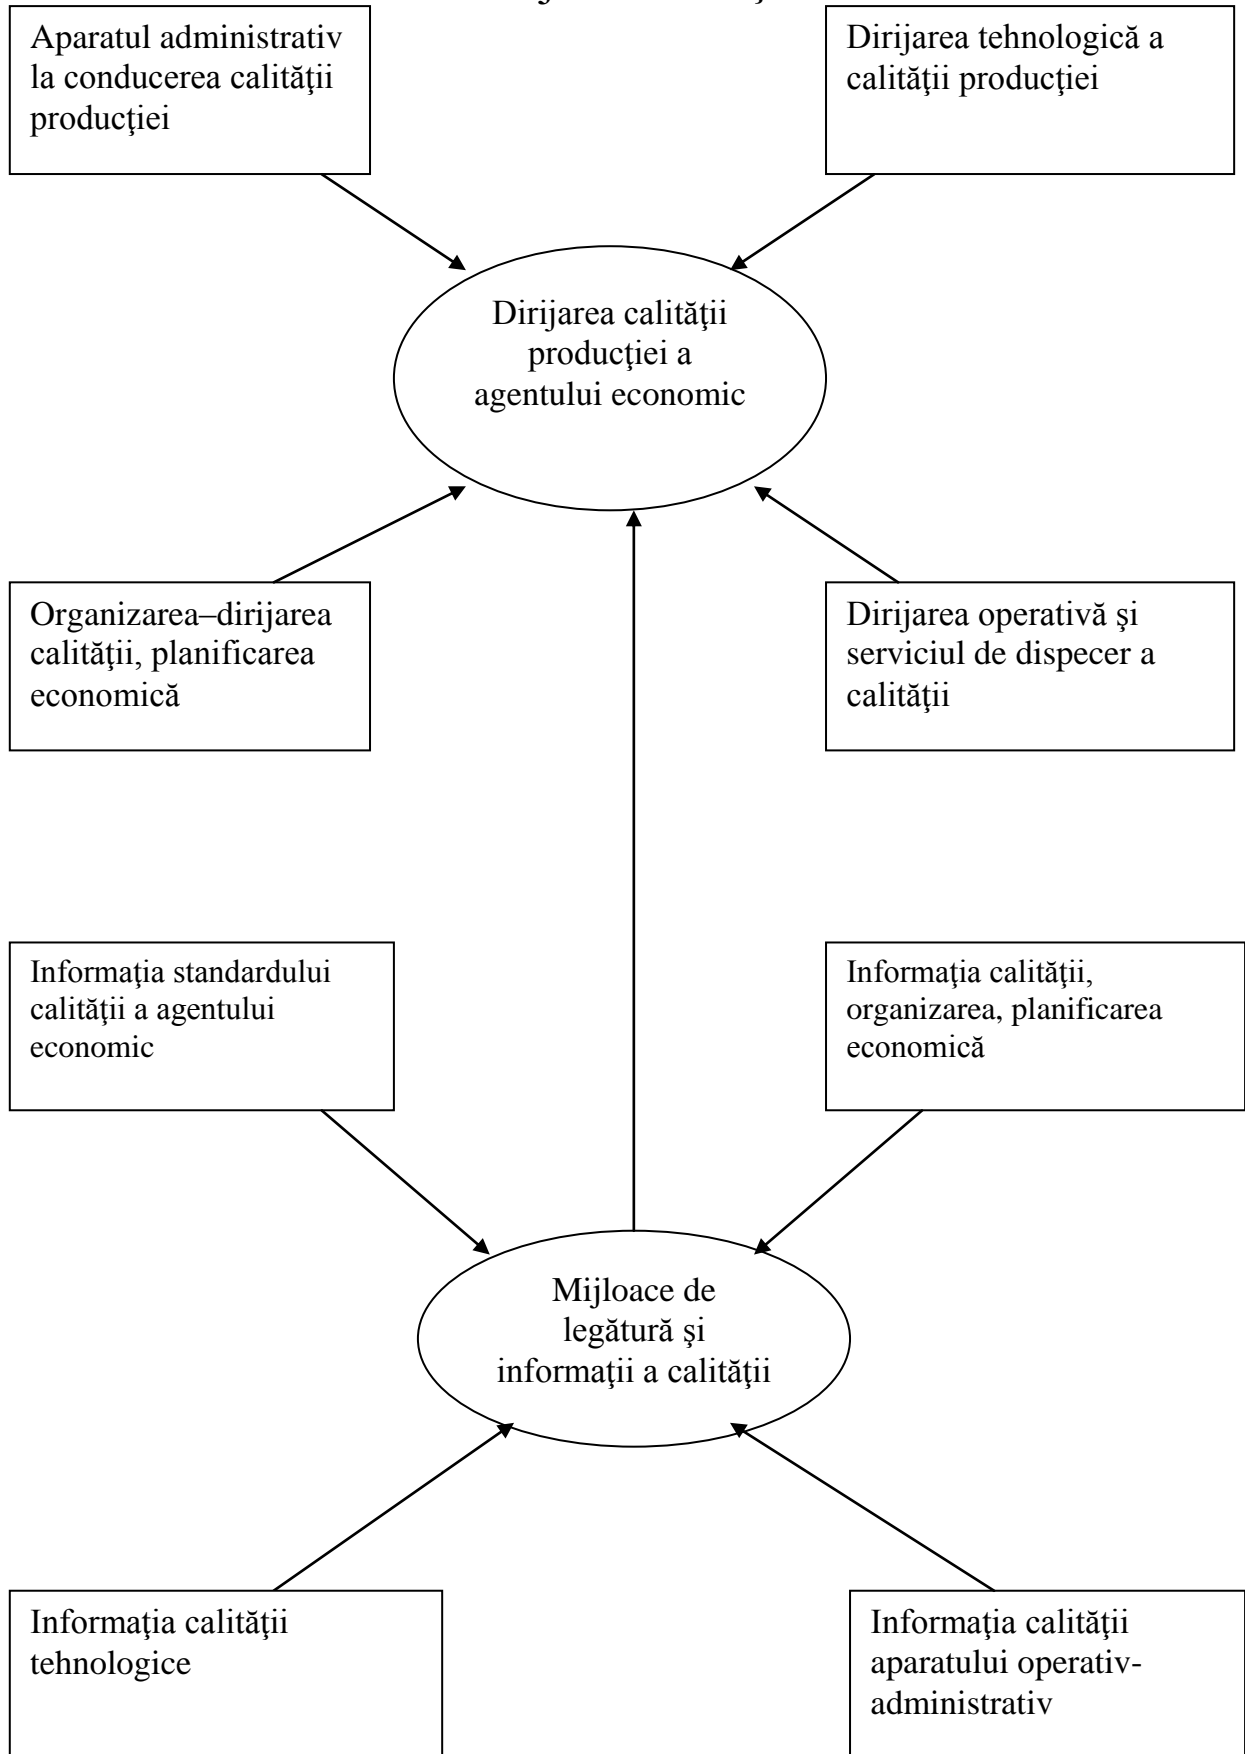 Aparatul administrativ
la conducerea calităţii
producţiei
Dirijarea tehnologică a
calităţii producţiei
Dirijarea calităţii
producţiei a
agentului economic
Organizarea–dirijarea
calităţii, planificarea
economică
Dirijarea operativă şi
serviciul de dispecer a
calităţii
Informaţia standardului
calităţii a agentului
economic
Informaţia calităţii,
organizarea, planificarea
economică
Mijloace de
legătură şi
informaţii a calităţii
Informaţia calităţii
tehnologice
Informaţia calităţii
aparatului operativ-
administrativ